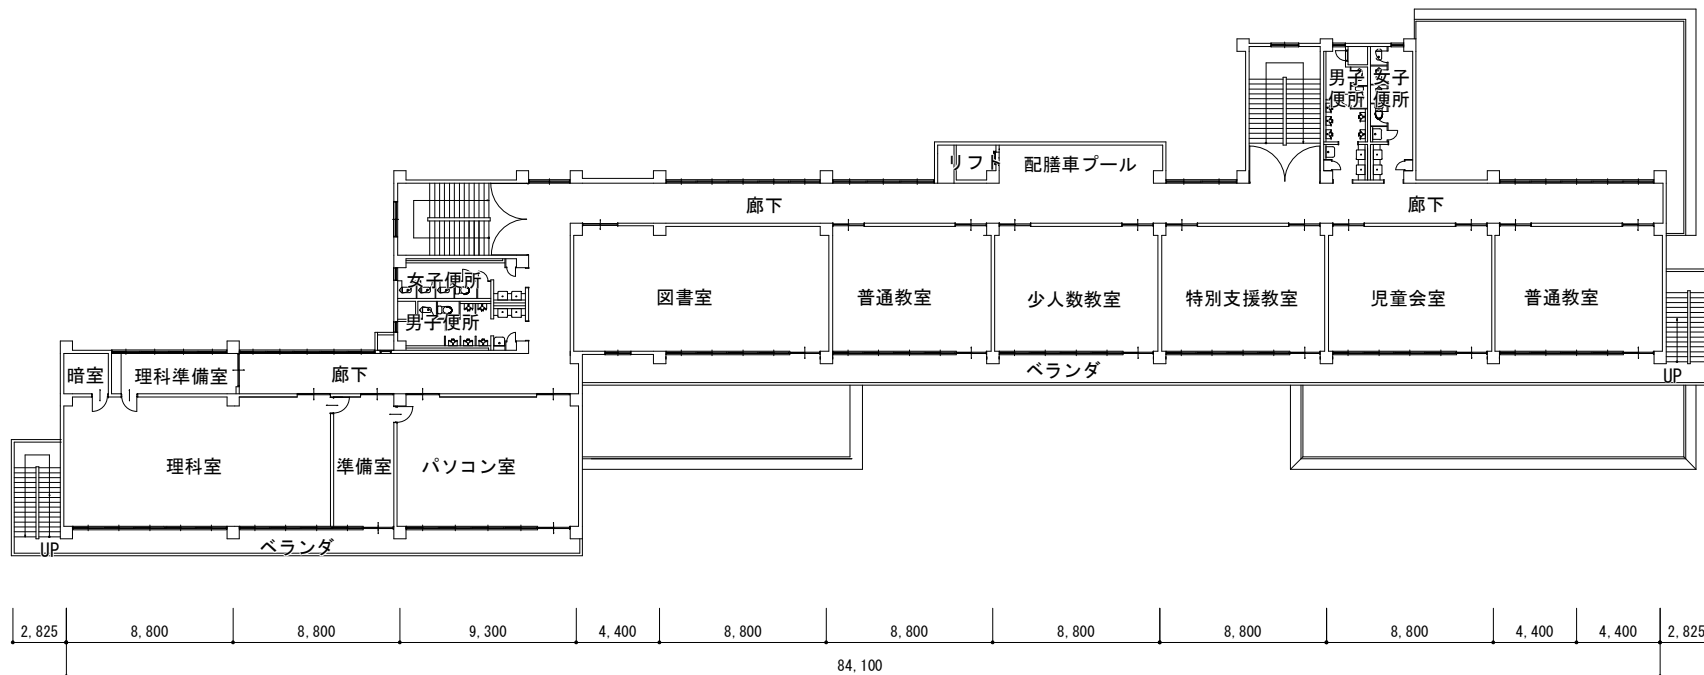 男子
便所
女子
便所
リフト
配膳車プール
廊下
廊下
女子便所
男子便所
図書室
普通教室
少人数教室
特別支援教室
児童会室
普通教室
暗室
理科準備室
廊下
ベランダ
UP
理科室
準備室
パソコン室
UP
ベランダ
2,825
8,800
8,800
9,300
4,400
8,800
8,800
8,800
8,800
8,800
4,400
4,400
2,825
84,100